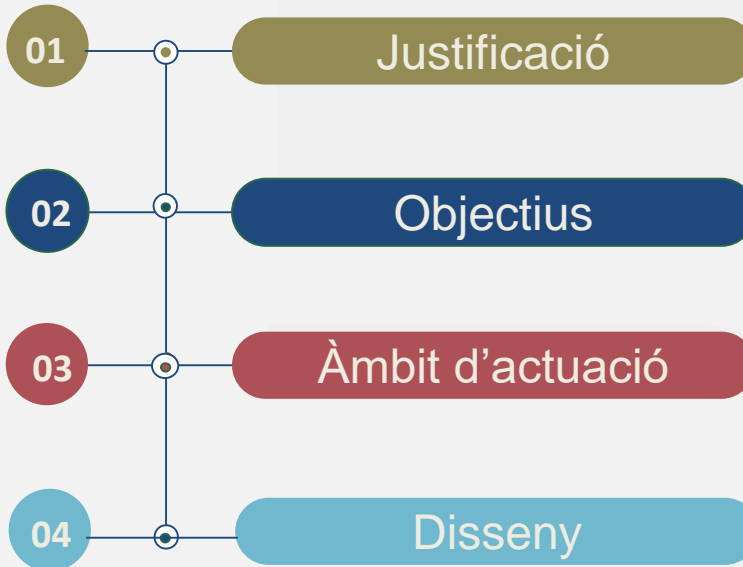 01 Justificació
02 Objectius
03 Àmbit d’actuació
04 Disseny